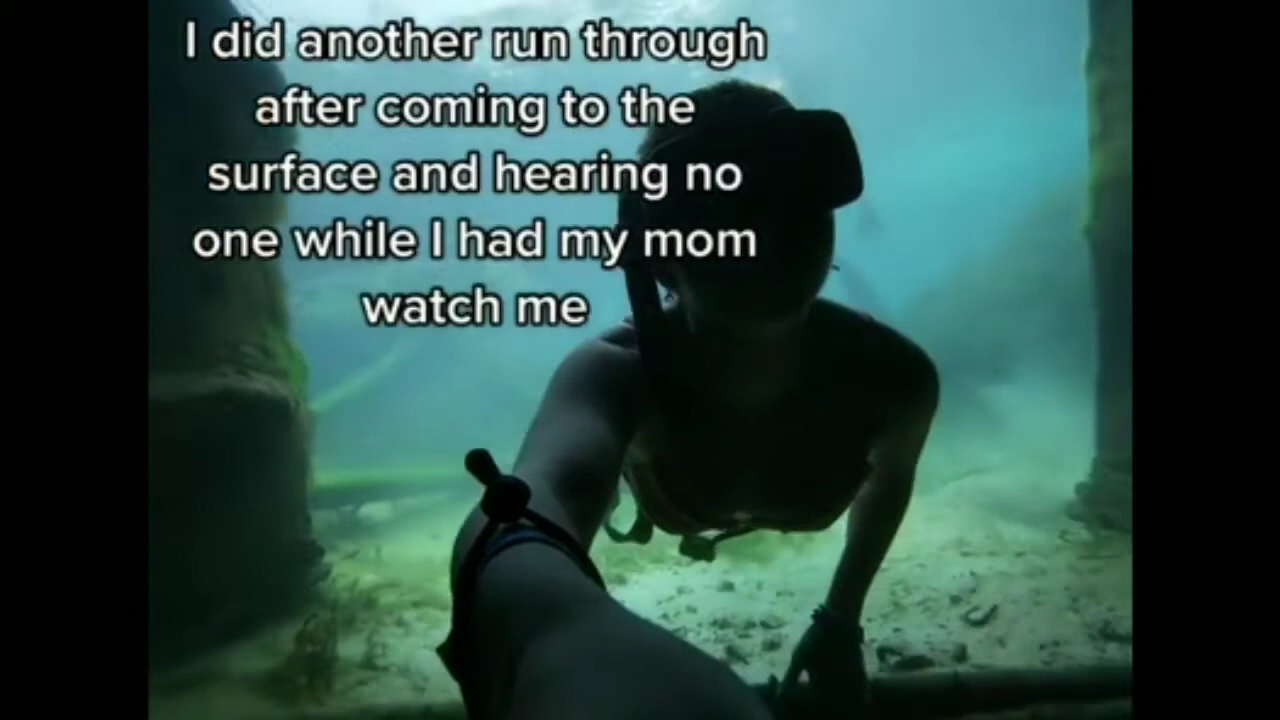 I did another run through
after coming to the
surface and hearing no
one while I had my mom
watch me